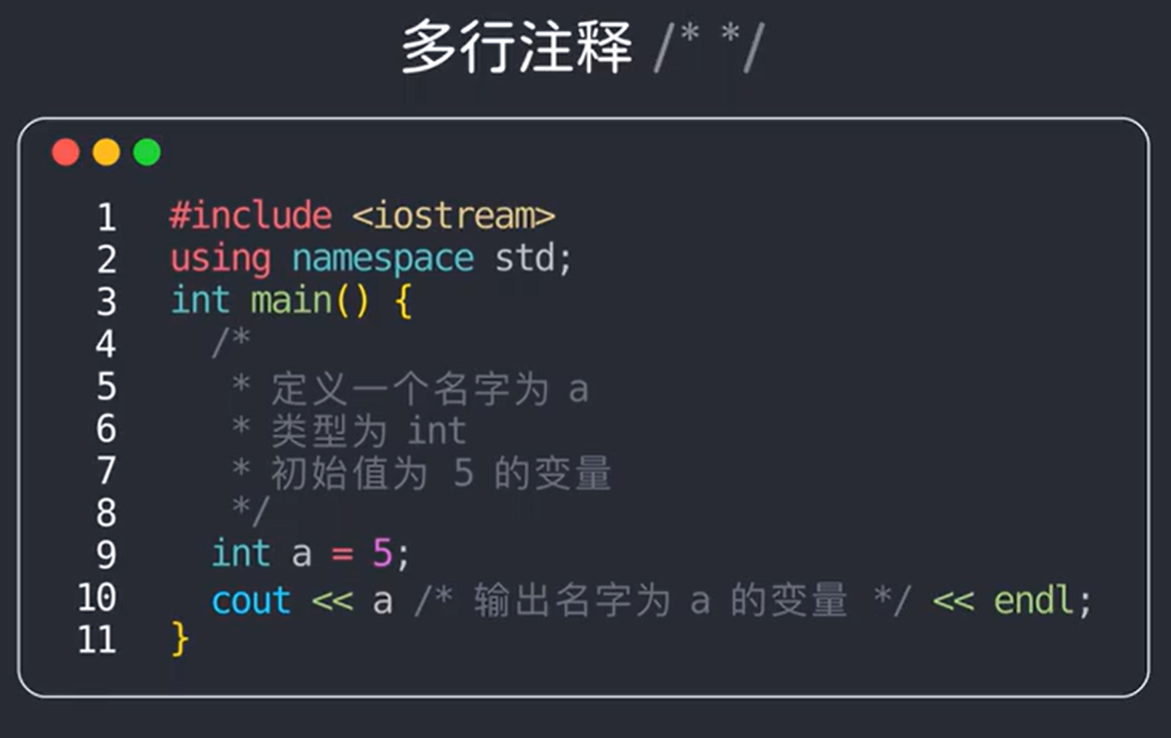 多行注释 /* */
1 #include <iostream>
2 using namespace std;
3 int main() {
4   /*
5    * 定义一个名字为 a
6    * 类型为 int
7    * 初始值为 5 的变量
8    */
9   int a = 5;
10   cout << a /* 输出名字为 a 的变量 */ << endl;
11 }